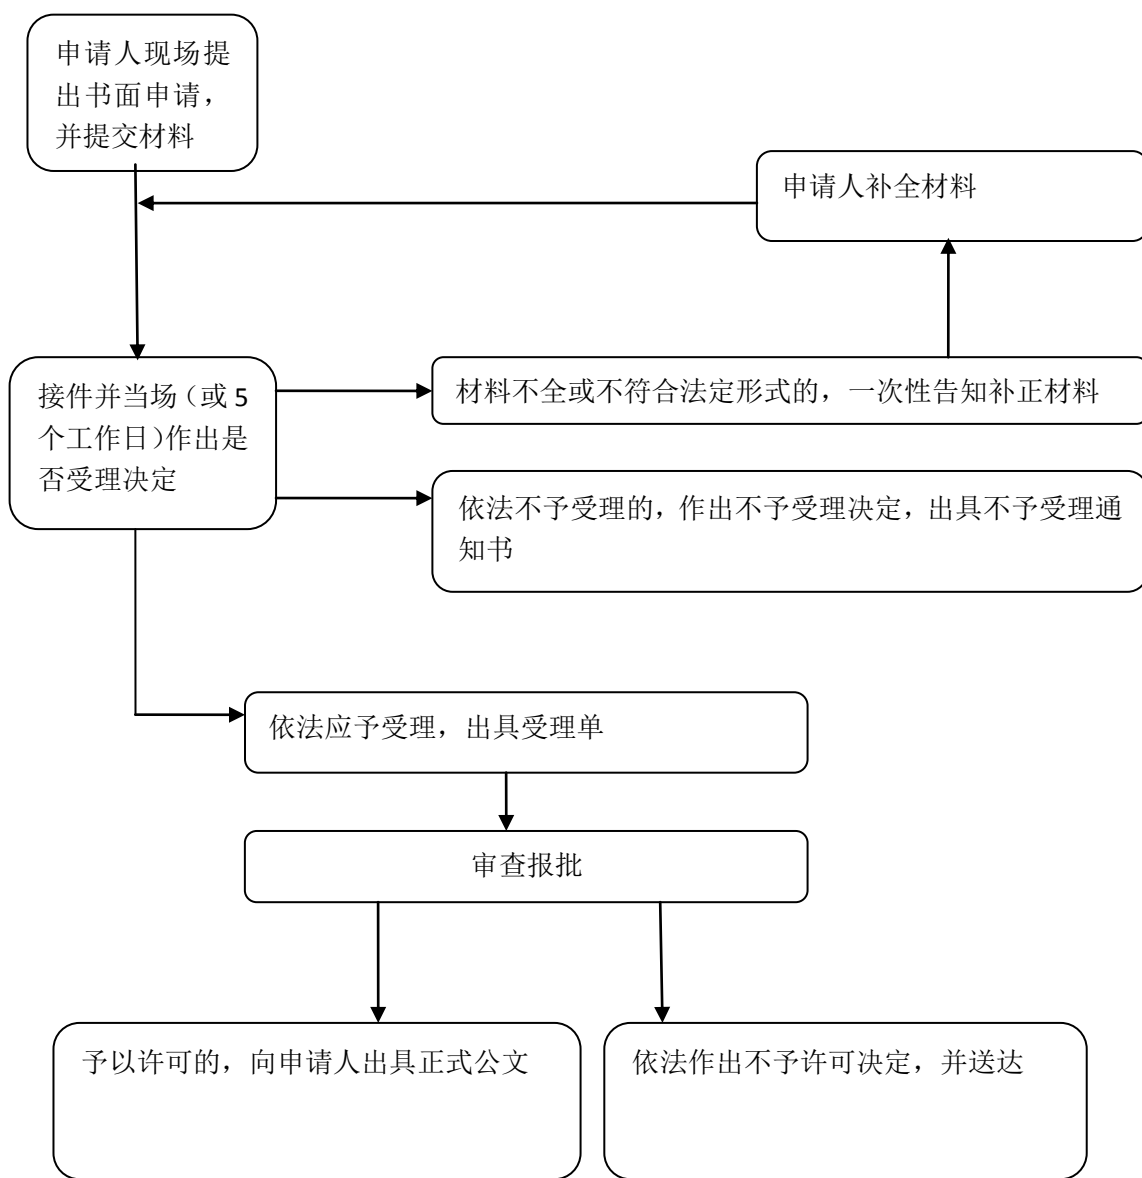 申请人现场提
出书面申请，
并提交材料
申请人补全材料
接件并当场（或 5
个工作日）作出是
否受理决定
材料不全或不符合法定形式的，一次性告知补正材料
依法不予受理的，作出不予受理决定，出具不予受理通
知书
依法应予受理，出具受理单
审查报批
予以许可的，向申请人出具正式公文
依法作出不予许可决定，并送达